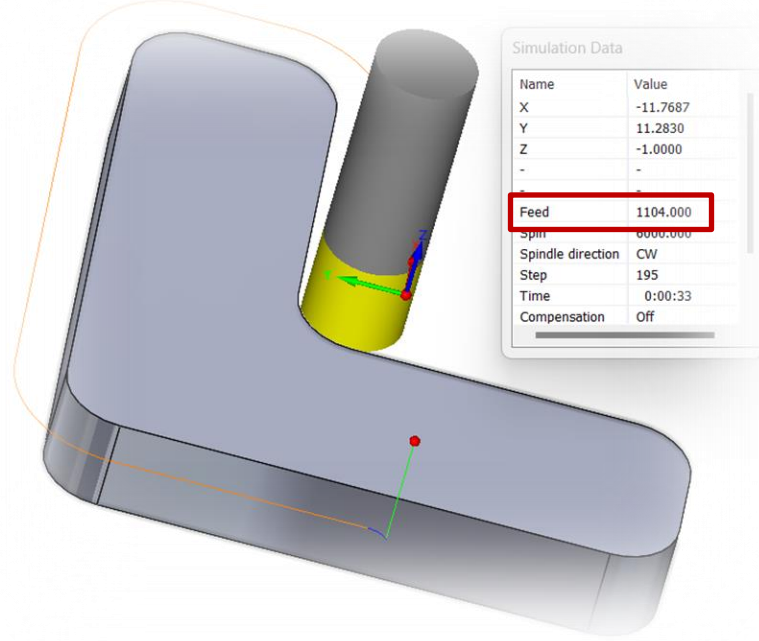 Simulation Data
Name Value
X -11.7687
Y 11.2830
Z -1.0000
- -
- -
Feed 1104.000
Spin 6000.000
Spindle direction CW
Step 195
Time 0:00:33
Compensation Off
Z